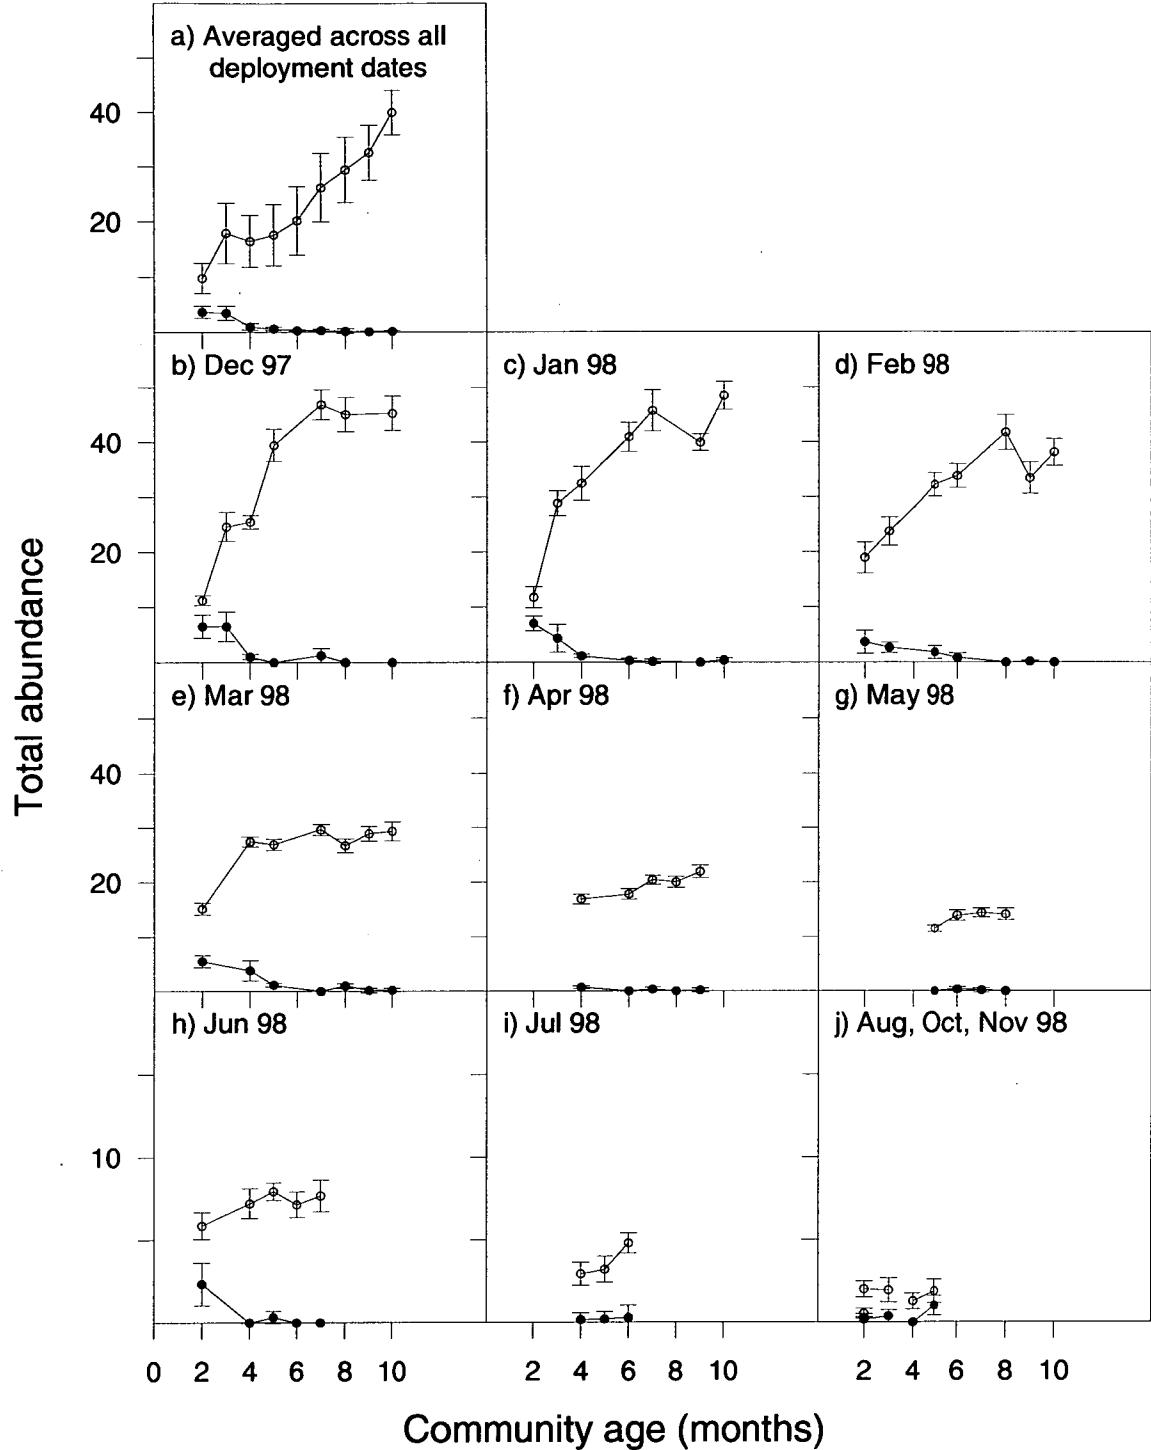 a) Averaged across all
deployment dates
40
20
b) Dec 97
c) Jan 98
d) Feb 98
40
20
Total abundance
e) Mar 98
f) Apr 98
g) May 98
40
20
h) Jun 98
i) Jul 98
j) Aug, Oct, Nov 98
10
0 2 4 6 8 10
2 4 6 8 10
2 4 6 8 10
Community age (months)